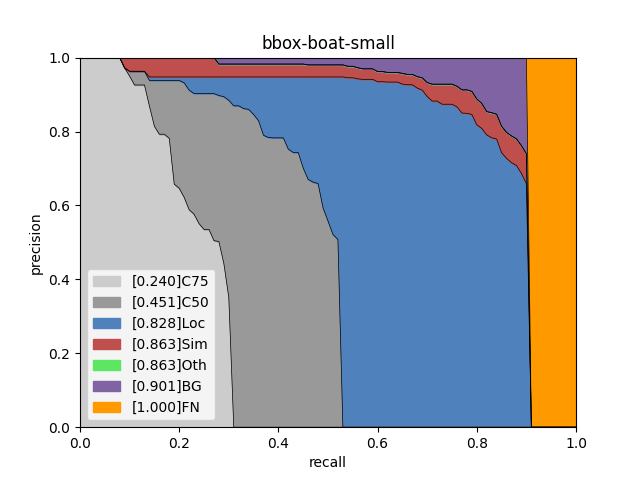 bbox-boat-small
precision
1.0
0.8
0.6
0.4
0.2
0.0
[0.240]C75
[0.451]C50
[0.828]Loc
[0.863]Sim
[0.863]Oth
[0.901]BG
[1.000]FN
0.0 0.2 0.4 0.6 0.8 1.0
recall